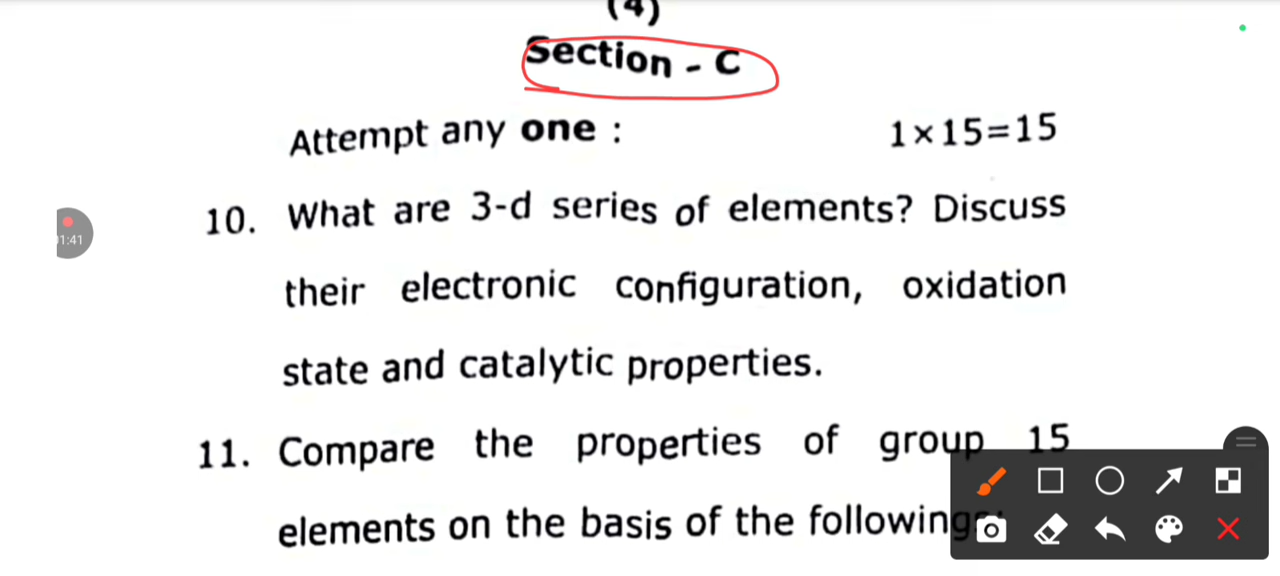 (4)
Section - C
Attempt any one : 1×15=15
10. What are 3-d series of elements? Discuss
their electronic configuration, oxidation
state and catalytic properties.
11. Compare the properties of group 15
elements on the basis of the following
1:41